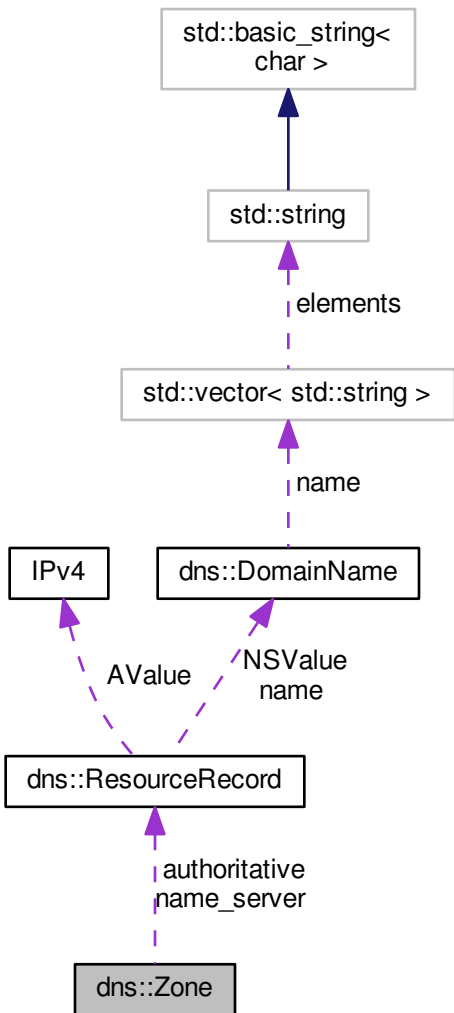 std::basic_string<
char >
std::string
elements
std::vector< std::string >
name
IPv4
dns::DomainName
AValue
NSValue
name
dns::ResourceRecord
authoritative
name_server
dns::Zone